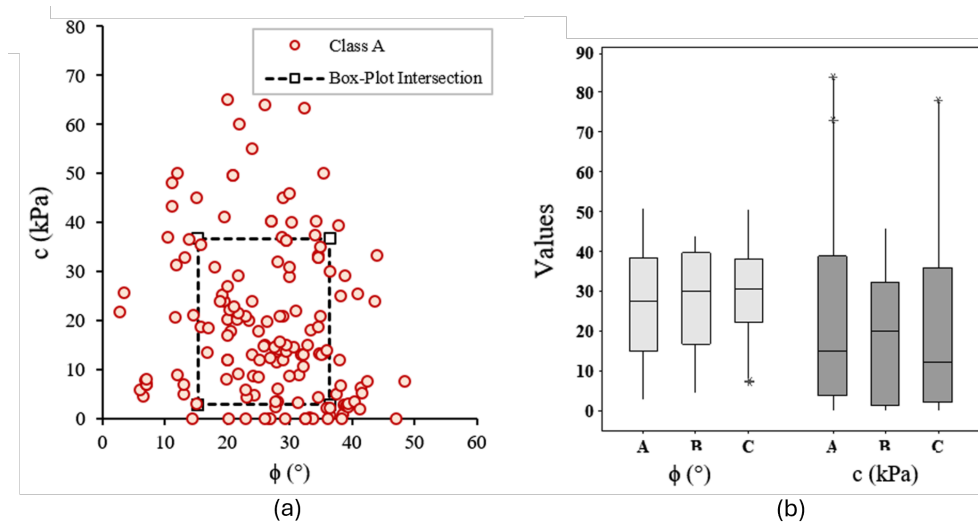 80
70
60
50
40
30
20
10
0
c (kPa)
Class A
Box-Plot Intersection
0 10 20 30 40 50 60
ϕ (°)
(a)
90
80
70
60
50
40
30
20
10
0
Values
A B C A B C
ϕ (°) c (kPa)
(b)